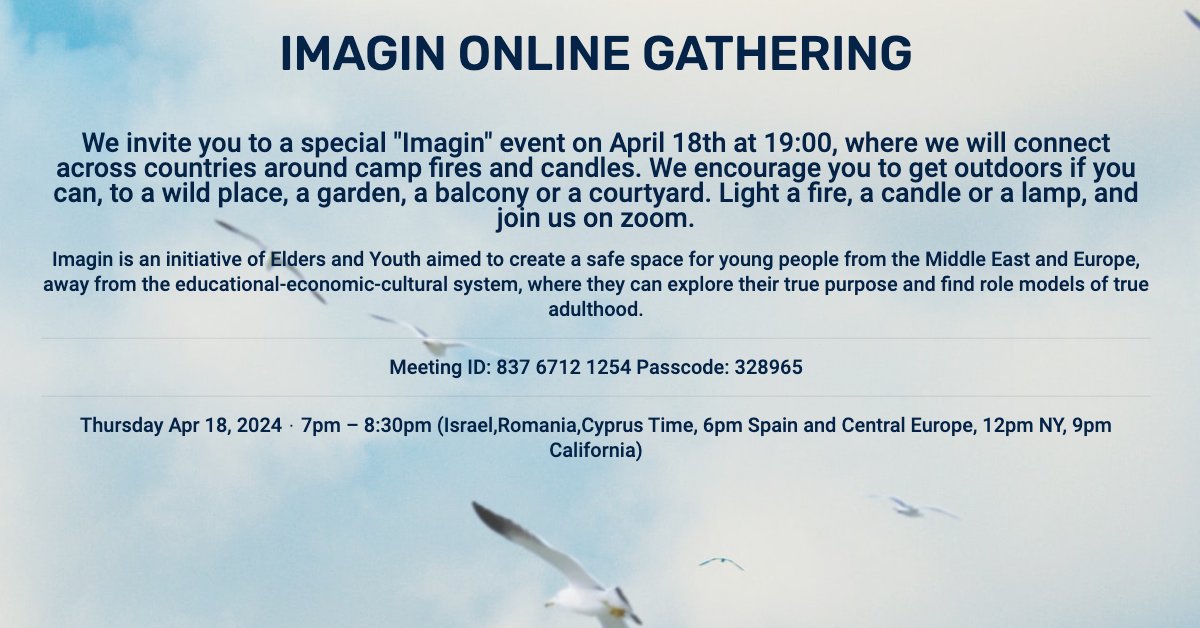 IMAGIN ONLINE GATHERING
We invite you to a special "Imagin" event on April 18th at 19:00, where we will connect
across countries around camp fires and candles. We encourage you to get outdoors if you
can, to a wild place, a garden, a balcony or a courtyard. Light a fire, a candle or a lamp, and
join us on zoom.
Imagin is an initiative of Elders and Youth aimed to create a safe space for young people from the Middle East and Europe,
away from the educational-economic-cultural system, where they can explore their true purpose and find role models of true
adulthood.
Meeting ID: 837 6712 1254 Passcode: 328965
Thursday Apr 18, 2024 · 7pm – 8:30pm (Israel,Romania,Cyprus Time, 6pm Spain and Central Europe, 12pm NY, 9pm
California)